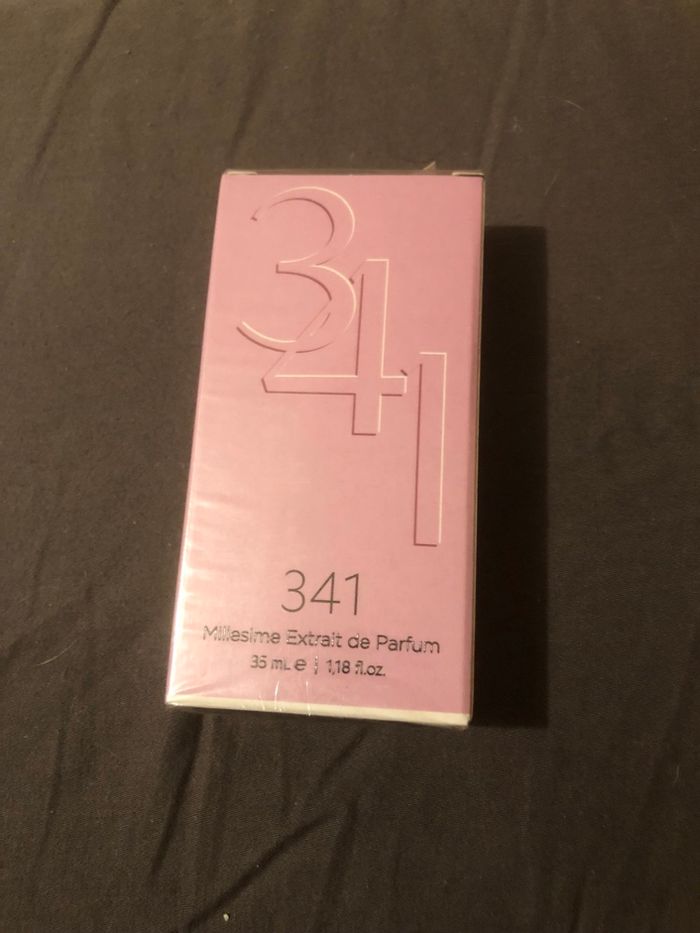 341
341
Millesime Extrait de Parfum
35 mL e | 1,18 fl.oz.